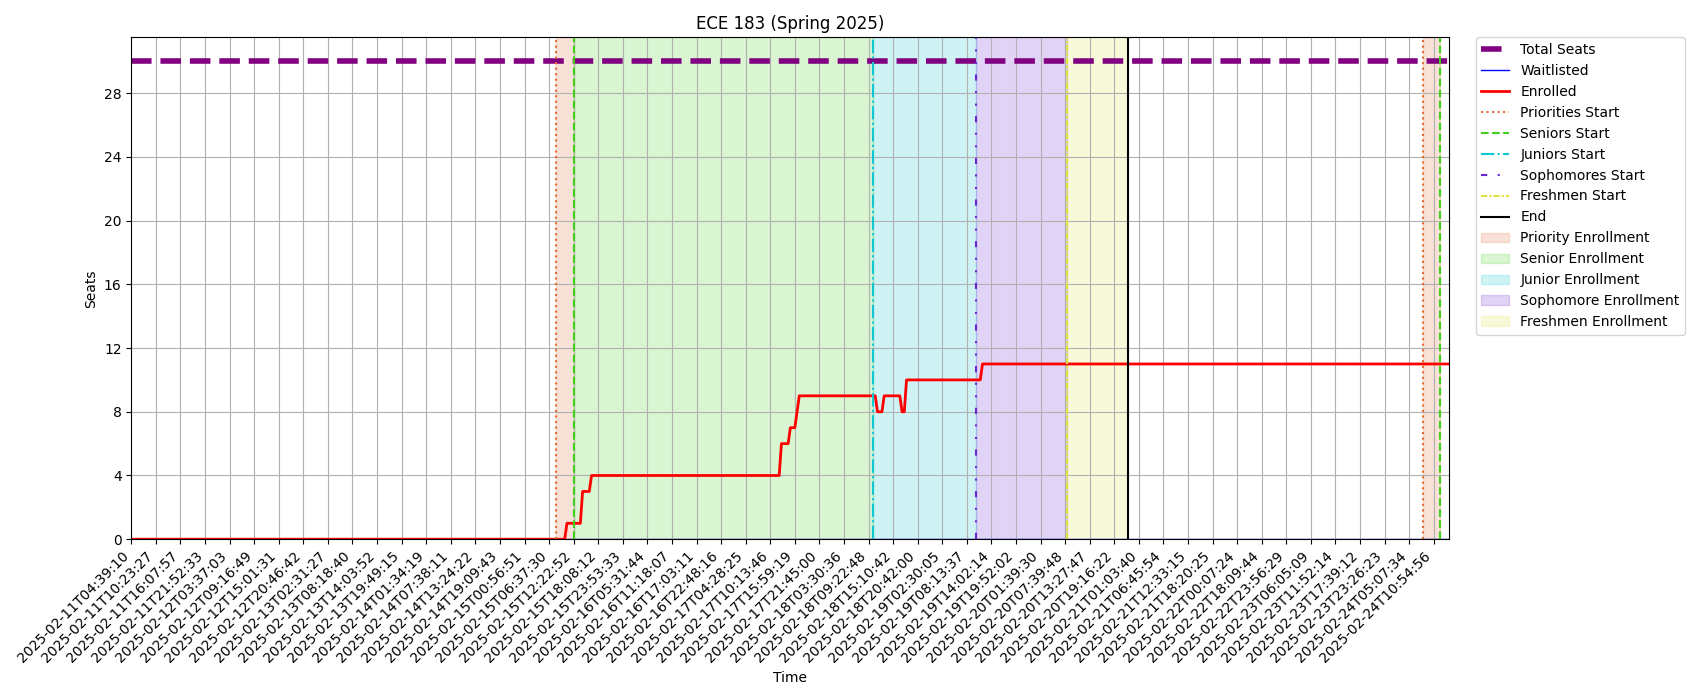 ECE 183 (Spring 2025)
Seats
28
24
20
16
12
8
4
0
2025-02-11T04:39:10
2025-02-11T10:23:27
2025-02-11T16:07:57
2025-02-11T21:52:33
2025-02-12T03:37:03
2025-02-12T09:16:49
2025-02-12T15:01:31
2025-02-12T20:46:42
2025-02-13T02:31:27
2025-02-13T08:18:40
2025-02-13T14:03:52
2025-02-13T19:49:15
2025-02-14T01:34:19
2025-02-14T07:38:11
2025-02-14T13:24:22
2025-02-14T19:09:43
2025-02-15T00:56:51
2025-02-15T06:37:30
2025-02-15T12:22:52
2025-02-15T18:08:12
2025-02-15T23:53:33
2025-02-16T05:31:44
2025-02-16T11:18:07
2025-02-16T17:03:11
2025-02-16T22:48:16
2025-02-17T04:28:25
2025-02-17T10:13:46
2025-02-17T15:59:19
2025-02-17T21:45:00
2025-02-18T03:30:36
2025-02-18T09:22:48
2025-02-18T15:10:42
2025-02-18T20:42:00
2025-02-19T02:30:05
2025-02-19T08:13:37
2025-02-19T14:02:14
2025-02-19T19:52:02
2025-02-20T01:39:30
2025-02-20T07:39:48
2025-02-20T13:27:47
2025-02-20T19:16:22
2025-02-21T01:03:40
2025-02-21T06:45:54
2025-02-21T12:33:15
2025-02-21T18:20:25
2025-02-22T00:07:24
2025-02-22T18:09:44
2025-02-22T23:56:29
2025-02-23T06:05:09
2025-02-23T11:52:14
2025-02-23T17:39:12
2025-02-23T23:26:23
2025-02-24T05:07:34
2025-02-24T10:54:56
Time
Total Seats
Waitlisted
Enrolled
Priorities Start
Seniors Start
Juniors Start
Sophomores Start
Freshmen Start
End
Priority Enrollment
Senior Enrollment
Junior Enrollment
Sophomore Enrollment
Freshmen Enrollment